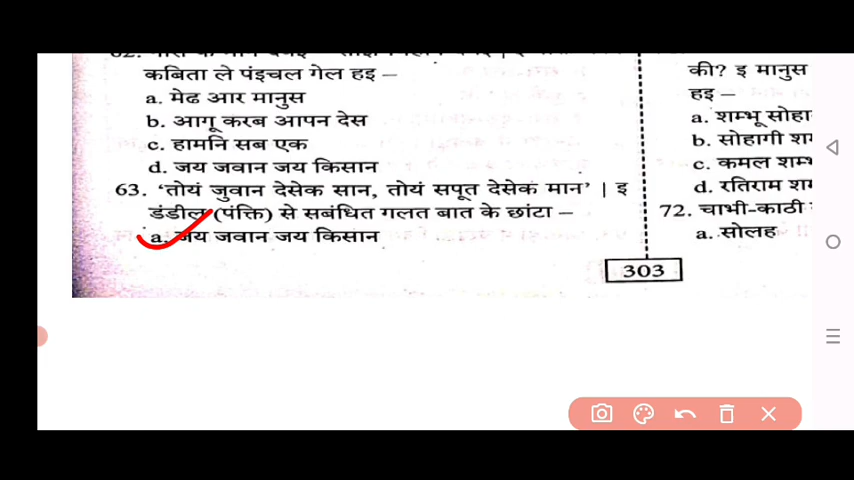 कबिता ले पंइचल गेल हइ –
a. मेढ आर मानुस
b. आगू करब आपन देस
c. हामनि सब एक
d. जय जवान जय किसान
63. 'तोयं जुवान देसेक सान, तोयं सपूत देसेक मान' | इ
डंडील (पंक्ति) से सबंधित गलत बात के छांटा –
a. जय जवान जय किसान
303
की? इ मानुस
हइ –
a. शम्भू
b. सोहागी
c. कमल
d. रतिराम
72. चाभी-काठी
a. सोलह